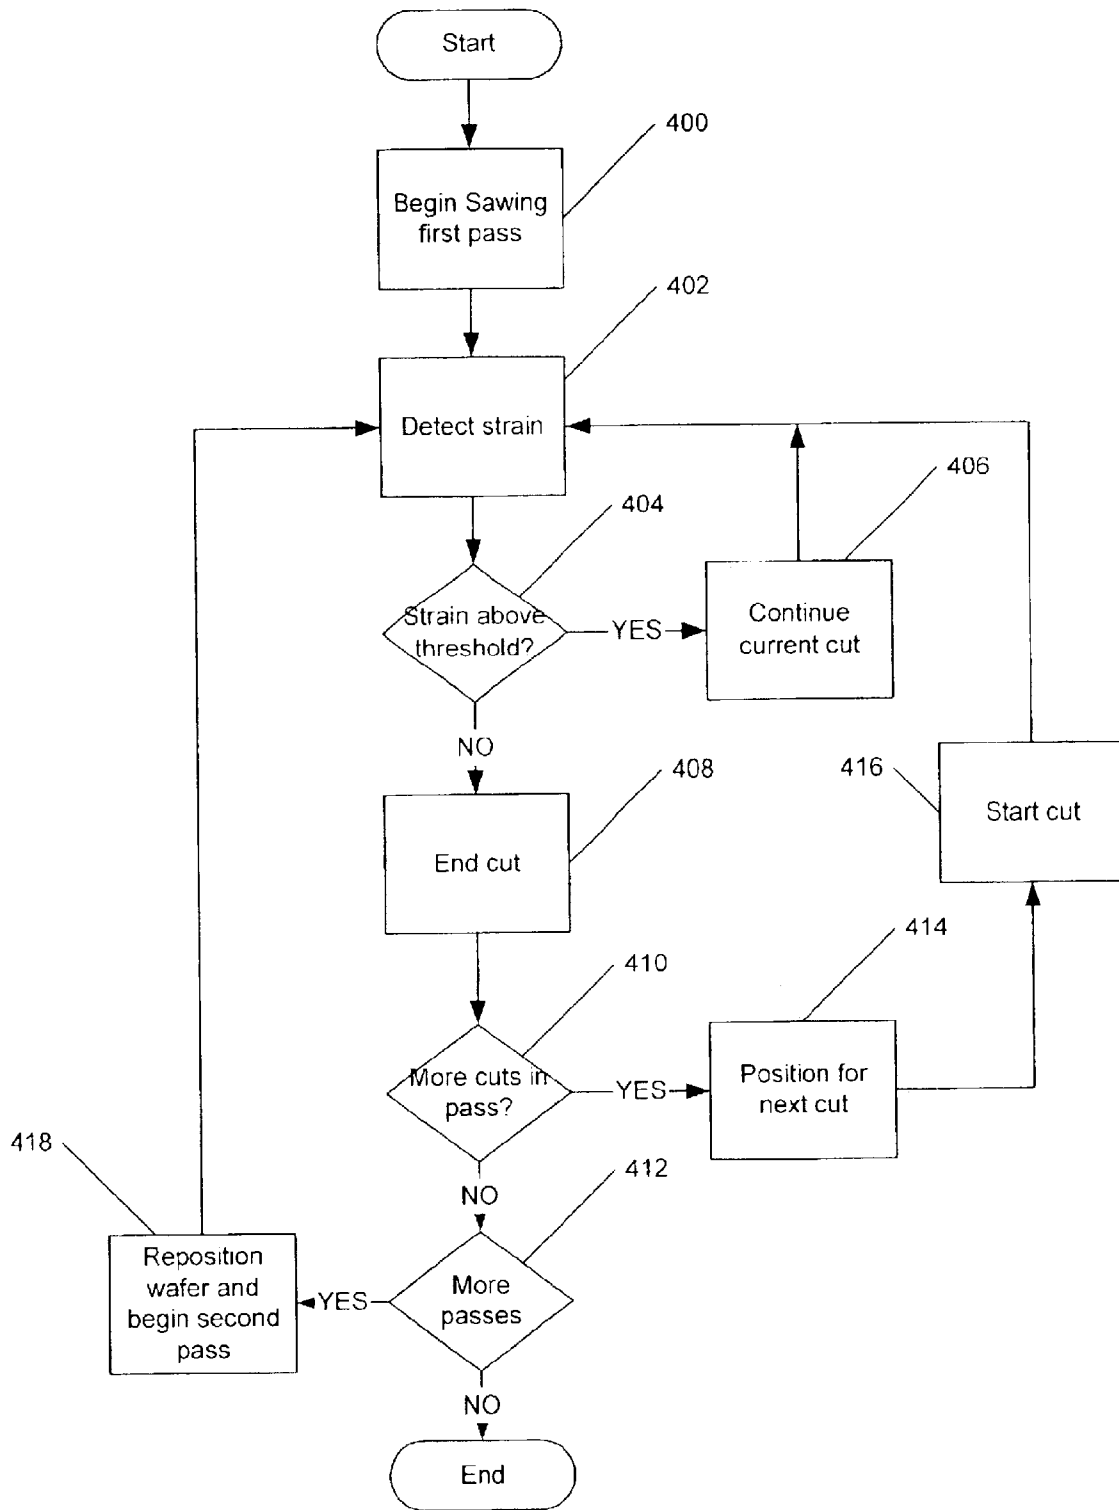 Start
400
Begin Sawing
first pass
402
Detect strain
406
404
Strain above
threshold?
YES
Continue
current cut
NO
408
416
Start cut
End cut
414
410
More cuts in
pass?
YES
Position for
next cut
418
412
NO
Reposition
wafer and
begin second
pass
YES
More
passes
NO
End